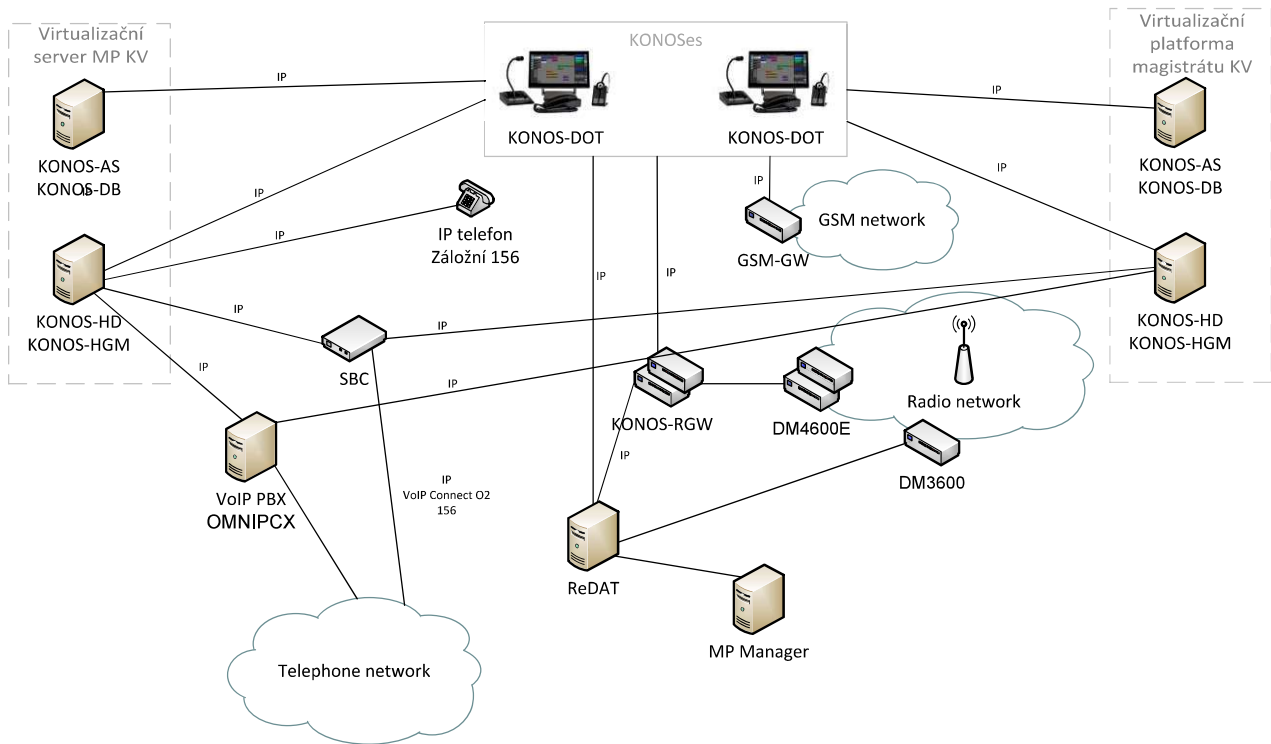 Virtualizační
server MP KV
KONOSes
Virtualizační
platforma
magistrátu KV
IP
IP
KONOS-DOT
KONOS-DOT
KONOS-AS
KONOS-DB
IP
KONOS-AS
KONOS-DB
IP
IP
IP
IP
IP telefon
Záložní 156
GSM network
GSM-GW
IP
IP
KONOS-HD
KONOS-HGM
IP
IP
KONOS-HD
KONOS-HGM
SBC
IP
IP
Radio network
KONOS-RGW
DM4600E
IP
DM3600
VoIP PBX
OMNIPCX
IP
VoIP Connect O2
156
ReDAT
MP Manager
Telephone network